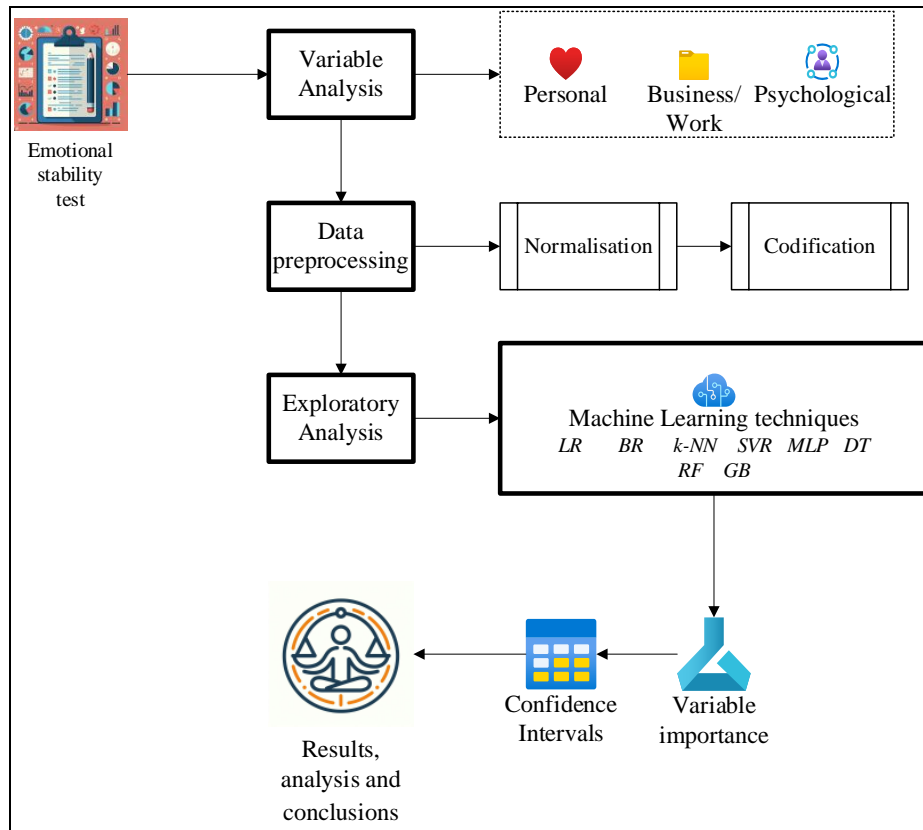 Emotional
stability
test
Variable
Analysis
Personal
Business/
Work
Psychological
Data
preprocessing
Normalisation
Codification
Exploratory
Analysis
Machine Learning techniques
LR BR k-NN SVR MLP DT
RF GB
Variable
importance
Confidence
Intervals
Results,
analysis and
conclusions